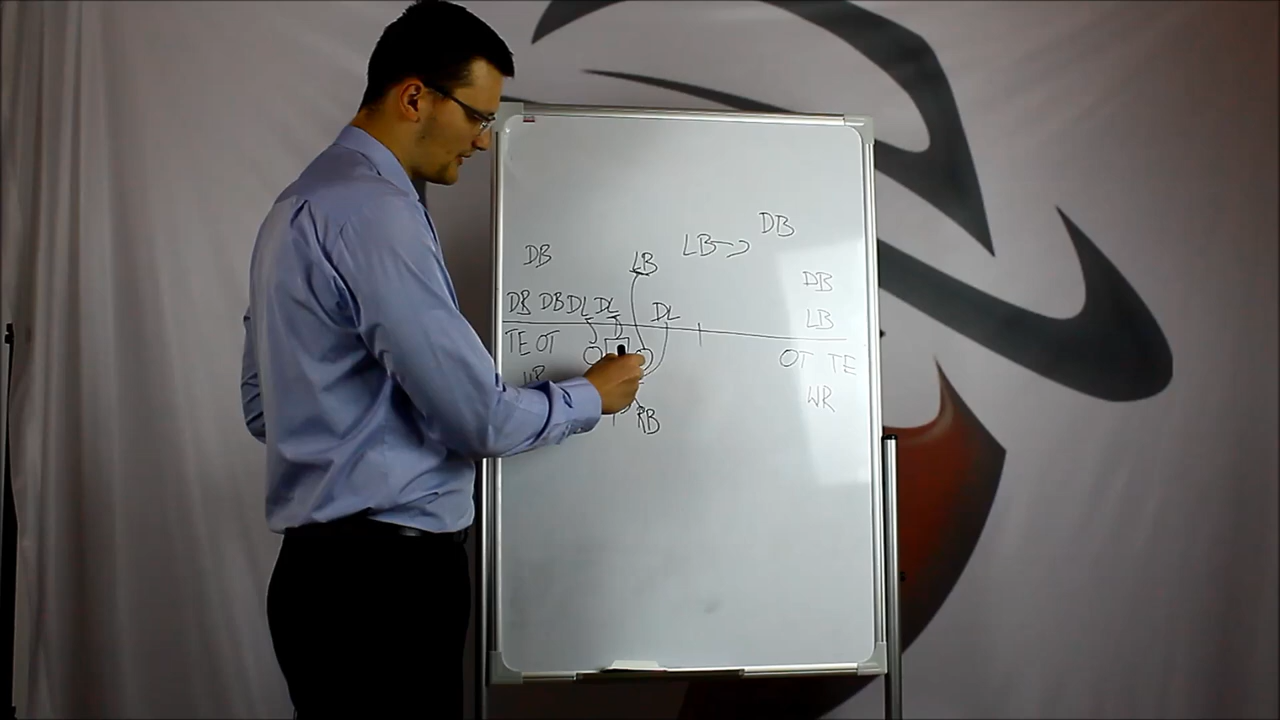 DB
LB
DB LB
DB
DB DB DL DL DL LB
TE OT OT TE
WR WR
RB